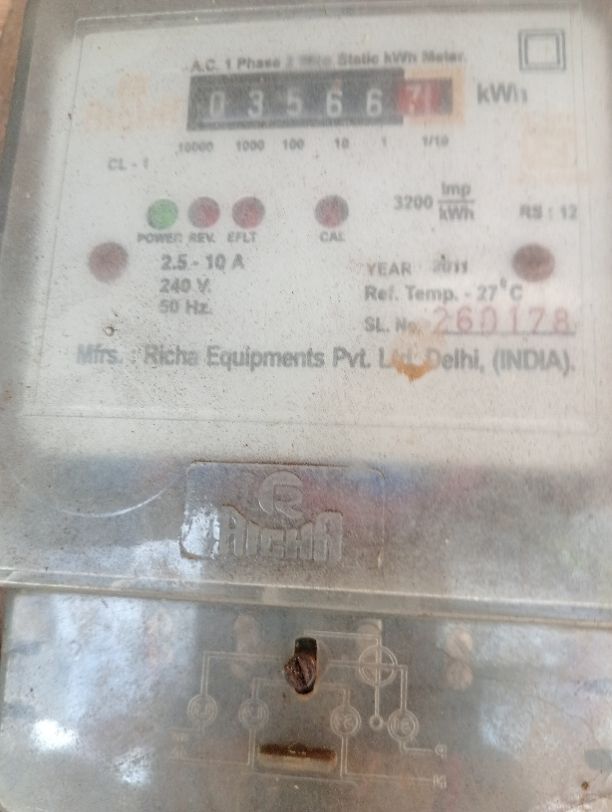 A.C. 1 Phase 2 Wire Static kWh Meter.
0 3 5 6 6 7 kWh
10000 1000 100 10 1 1/10
CL - 1
3200 Imp/kWh
RS : 12
POWER REV. EFLT CAL
2.5 - 10 A
240 V.
50 Hz.
YEAR 2011
Ref. Temp. - 27°C
SL. No. 260178
Mfrs. : Richa Equipments Pvt. Ltd. Delhi, (INDIA).
R
RICHA